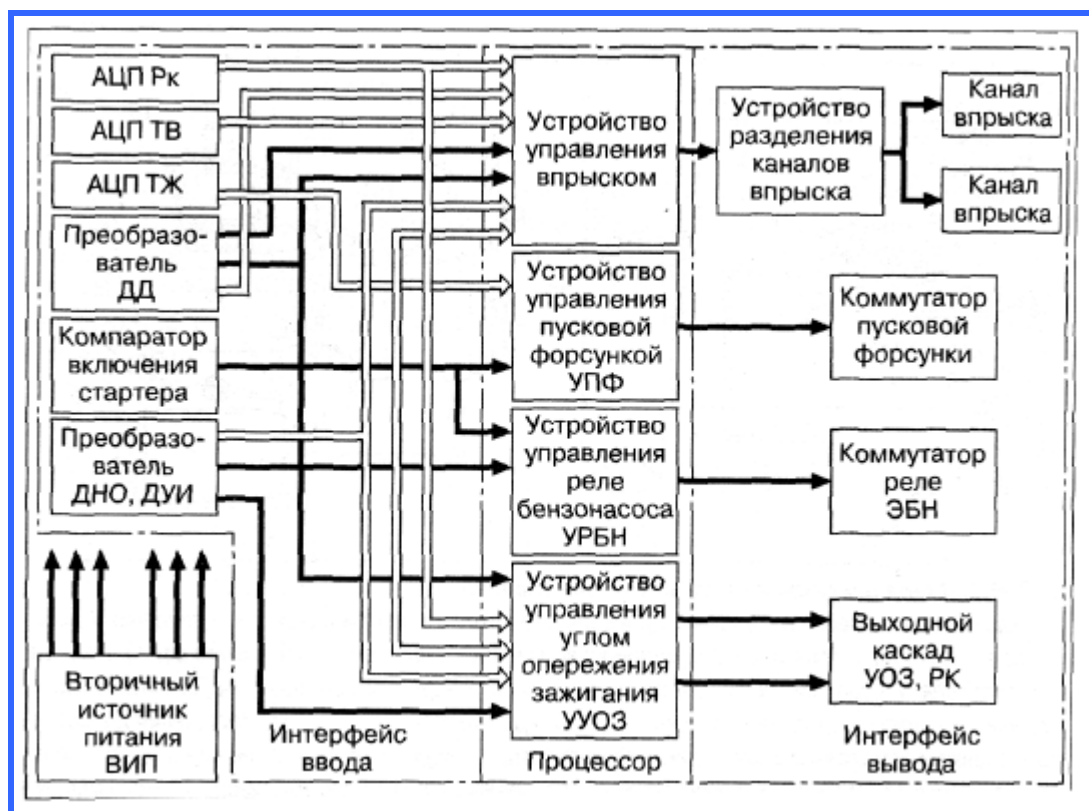 АЦП Рк
АЦП ТВ
АЦП ТЖ
Преобразо-
ватель
ДД
Компаратор
включения
стартера
Преобразо-
ватель
ДНО, ДУИ
Вторичный
источник
питания
ВИП
Интерфейс
ввода
Устройство
управления
впрыском
Устройство
управления
пусковой
форсункой
УПФ
Устройство
управления
реле
бензонасоса
УРБН
Устройство
управления
углом
опережения
зажигания
УУОЗ
Процессор
Устройство
разделения
каналов
впрыска
Канал
впрыска
Канал
впрыска
Коммутатор
пусковой
форсунки
Коммутатор
реле
ЭБН
Выходной
каскад
УОЗ, РК
Интерфейс
вывода